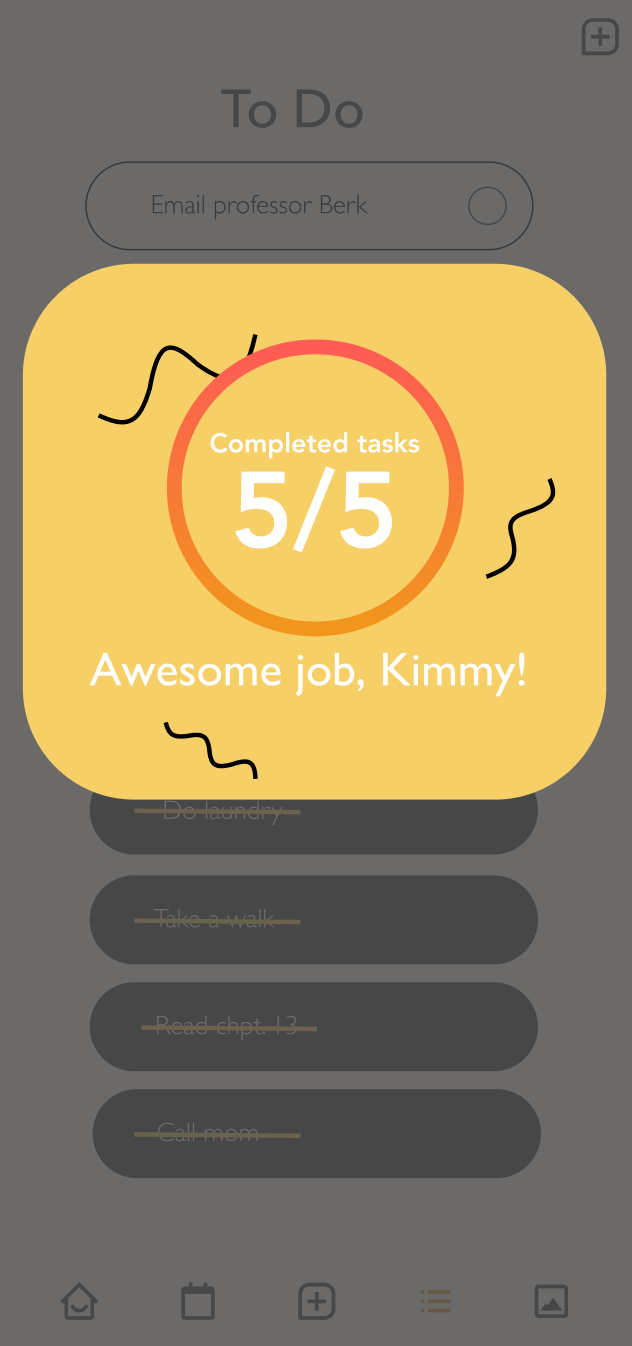 To Do
Email professor Berk
Completed tasks
5/5
Awesome job, Kimmy!
Do laundry
Take a walk
Read chpt. 13
Call mom